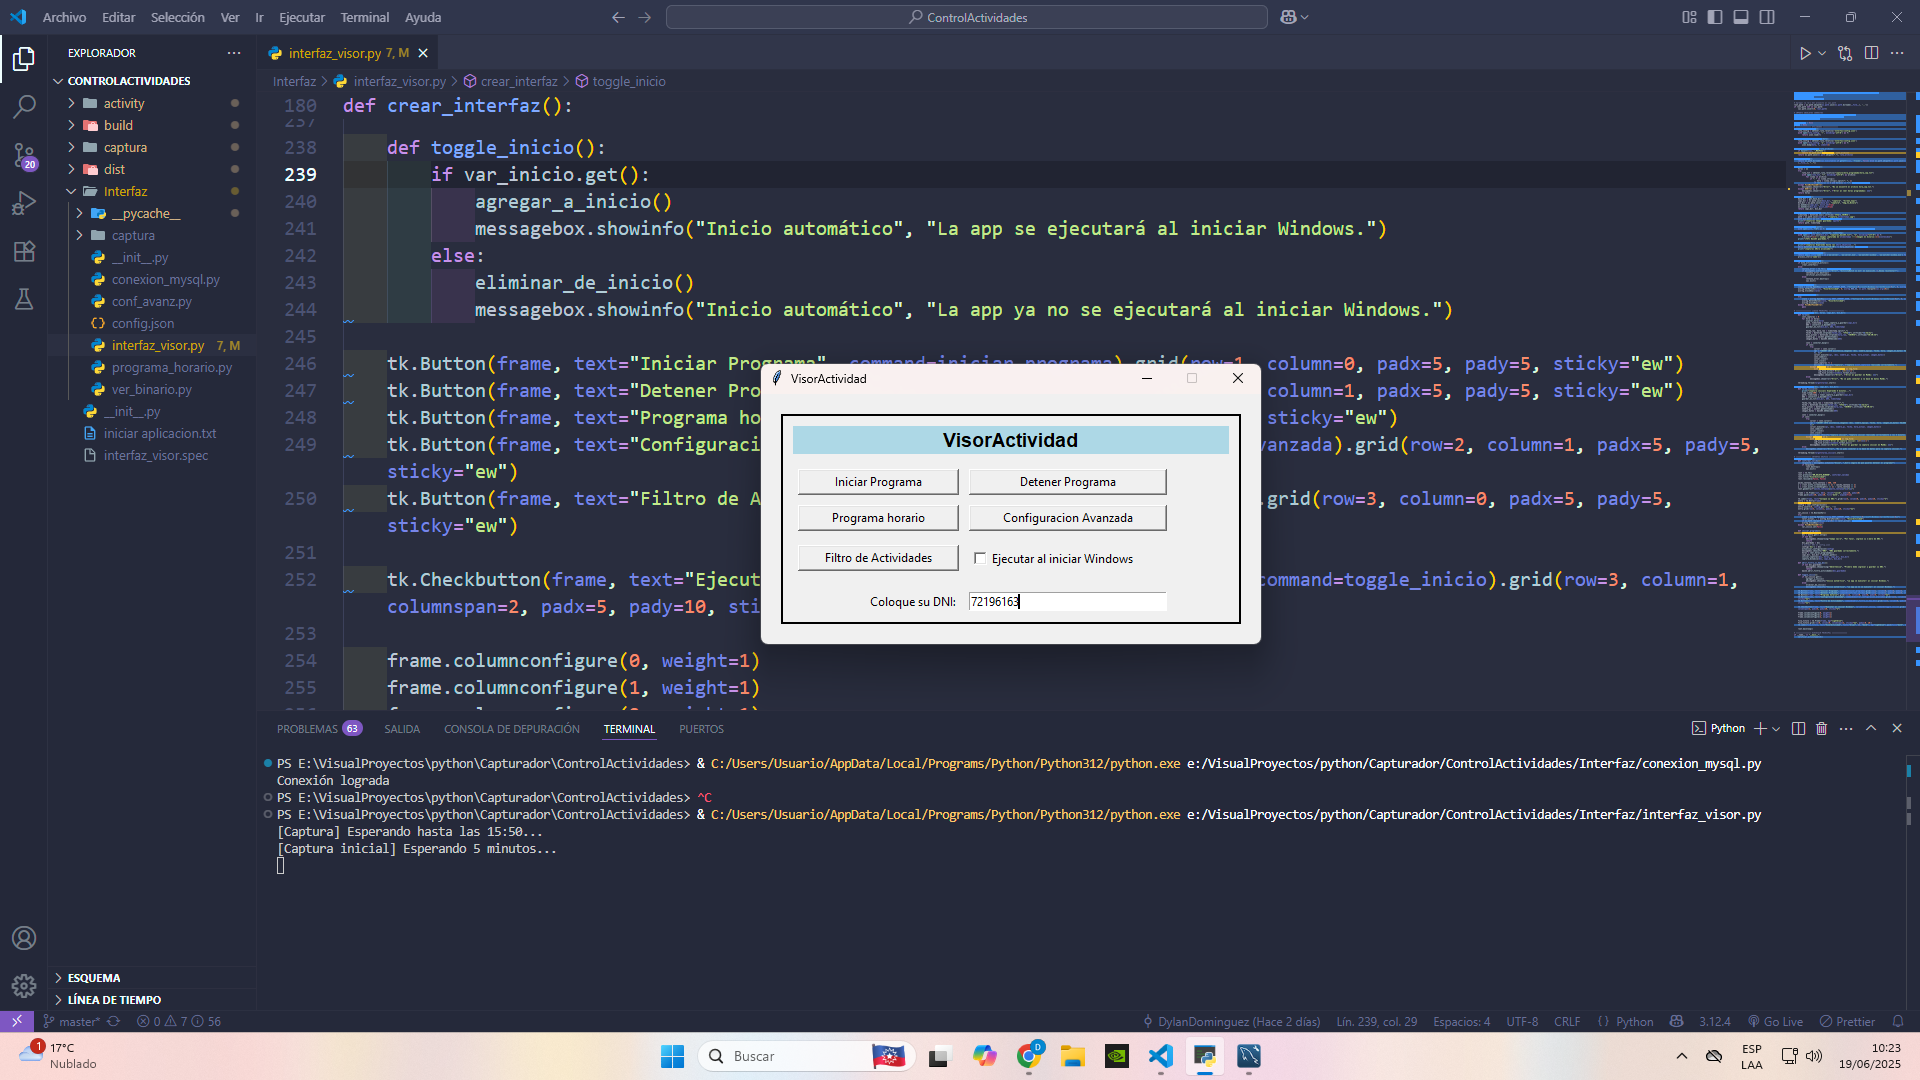 Archivo Editar Selección Ver Ir Ejecutar Terminal Ayuda
ControlActividades
EXPLORADOR
CONTROLACTIVIDADES
activity
build
captura
dist
Interfaz
__pycache__
captura
__init__.py
conexion_mysql.py
conf_avanz.py
config.json
interfaz_visor.py 7, M
programa_horario.py
ver_binario.py
__init__.py
iniciar aplicacion.txt
interfaz_visor.spec
ESQUEMA
LÍNEA DE TIEMPO
20
interfaz_visor.py 7, M
Interfaz > interfaz_visor.py > crear_interfaz > toggle_inicio
180 def crear_interfaz():
237
238 def toggle_inicio():
239 if var_inicio.get():
240 agregar_a_inicio()
241 messagebox.showinfo("Inicio automático", "La app se ejecutará al iniciar Windows.")
242 else:
243 eliminar_de_inicio()
244 messagebox.showinfo("Inicio automático", "La app ya no se ejecutará al iniciar Windows.")
245
246 tk.Button(frame, text="Iniciar Programa", command=iniciar_programa).grid(row=1, column=0, padx=5, pady=5, sticky="ew")
247 tk.Button(frame, text="Detener Pro column=1, padx=5, pady=5, sticky="ew")
248 tk.Button(frame, text="Programa ho sticky="ew")
249 tk.Button(frame, text="Configuraci vanzada).grid(row=2, column=1, padx=5, pady=5,
sticky="ew")
250 tk.Button(frame, text="Filtro de A .grid(row=3, column=0, padx=5, pady=5,
sticky="ew")
251
252 tk.Checkbutton(frame, text="Ejecut command=toggle_inicio).grid(row=3, column=1,
columnspan=2, padx=5, pady=10, sti
253
254 frame.columnconfigure(0, weight=1)
255 frame.columnconfigure(1, weight=1)
VisorActividad
VisorActividad
Iniciar Programa Detener Programa
Programa horario Configuracion Avanzada
Filtro de Actividades Ejecutar al iniciar Windows
Coloque su DNI: 72196163
PROBLEMAS 63 SALIDA CONSOLA DE DEPURACIÓN TERMINAL PUERTOS
Python
PS E:\VisualProyectos\python\Capturador\ControlActividades> & C:/Users/Usuario/AppData/Local/Programs/Python/Python312/python.exe e:/VisualProyectos/python/Capturador/ControlActividades/Interfaz/conexion_mysql.py
Conexión lograda
PS E:\VisualProyectos\python\Capturador\ControlActividades> ^C
PS E:\VisualProyectos\python\Capturador\ControlActividades> & C:/Users/Usuario/AppData/Local/Programs/Python/Python312/python.exe e:/VisualProyectos/python/Capturador/ControlActividades/Interfaz/interfaz_visor.py
[Captura] Esperando hasta las 15:50...
[Captura inicial] Esperando 5 minutos...
master* 0 7 56
DylanDominguez (Hace 2 días) Lín. 239, col. 29 Espacios: 4 UTF-8 CRLF { } Python 3.12.4 Go Live Prettier
1
17°C
Nublado
Buscar
D
ESP
LAA
10:23
19/06/2025